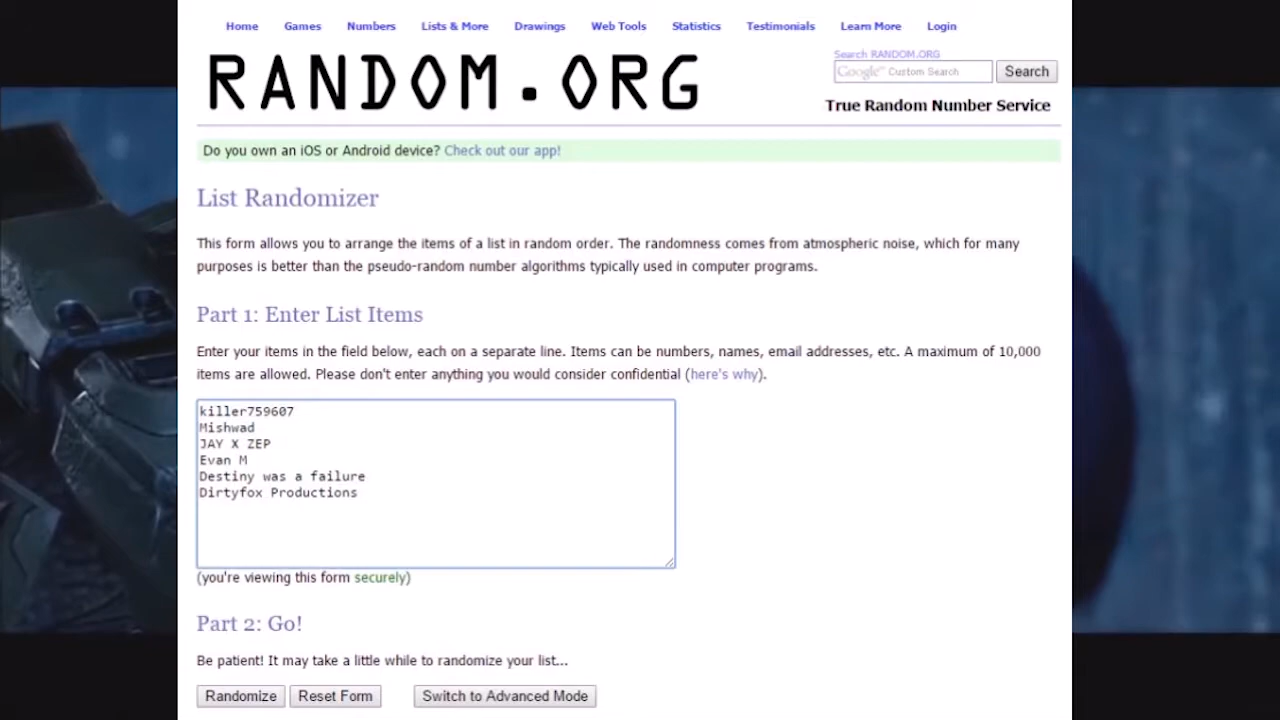 Home Games Numbers Lists & More Drawings Web Tools Statistics Testimonials Learn More Login
RANDOM.ORG
Search RANDOM.ORG
Google™ Custom Search Search
True Random Number Service
Do you own an iOS or Android device? Check out our app!
List Randomizer
This form allows you to arrange the items of a list in random order. The randomness comes from atmospheric noise, which for many
purposes is better than the pseudo-random number algorithms typically used in computer programs.
Part 1: Enter List Items
Enter your items in the field below, each on a separate line. Items can be numbers, names, email addresses, etc. A maximum of 10,000
items are allowed. Please don't enter anything you would consider confidential (here's why).
killer759607
Mishwad
JAY X ZEP
Evan M
Destiny was a failure
Dirtyfox Productions
(you're viewing this form securely)
Part 2: Go!
Be patient! It may take a little while to randomize your list...
Randomize Reset Form Switch to Advanced Mode